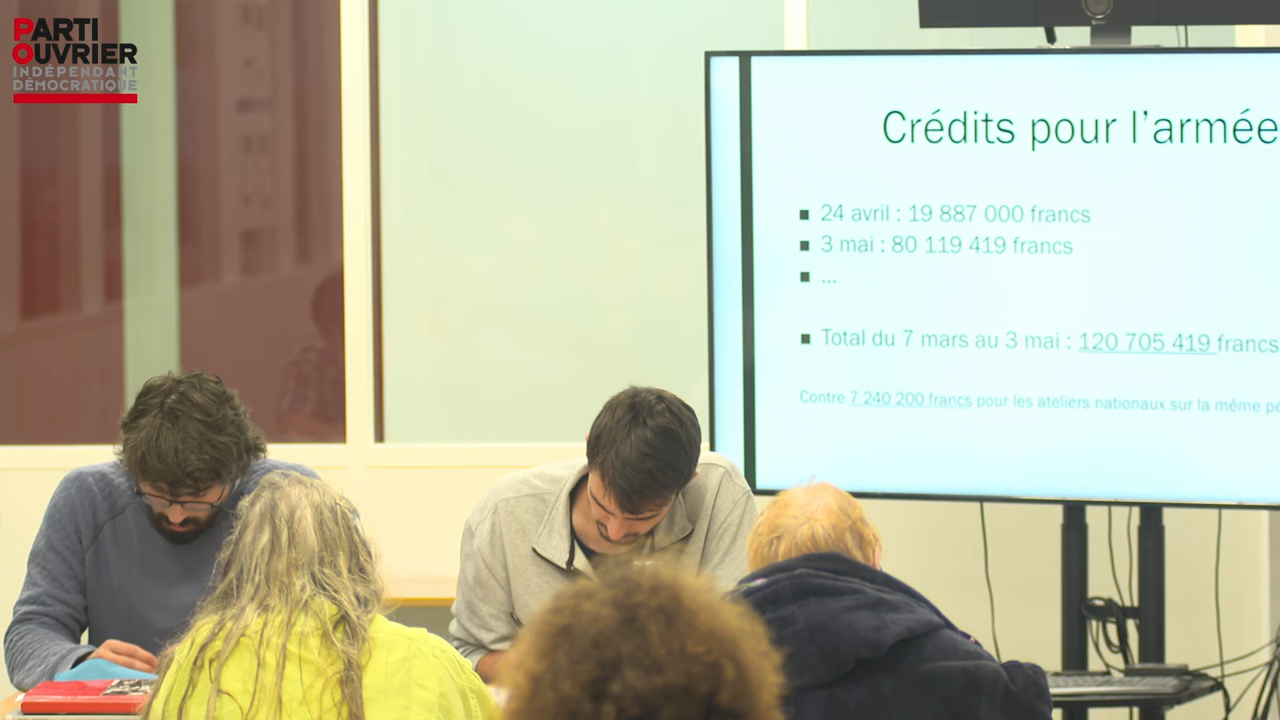 PARTI
OUVRIER
INDÉPENDANT
DÉMOCRATIQUE
Crédits pour l'armée
24 avril : 19 887 000 francs
3 mai : 80 119 419 francs
...
Total du 7 mars au 3 mai : 120 705 419 francs
Contre 7 240 200 francs pour les ateliers nationaux sur la même